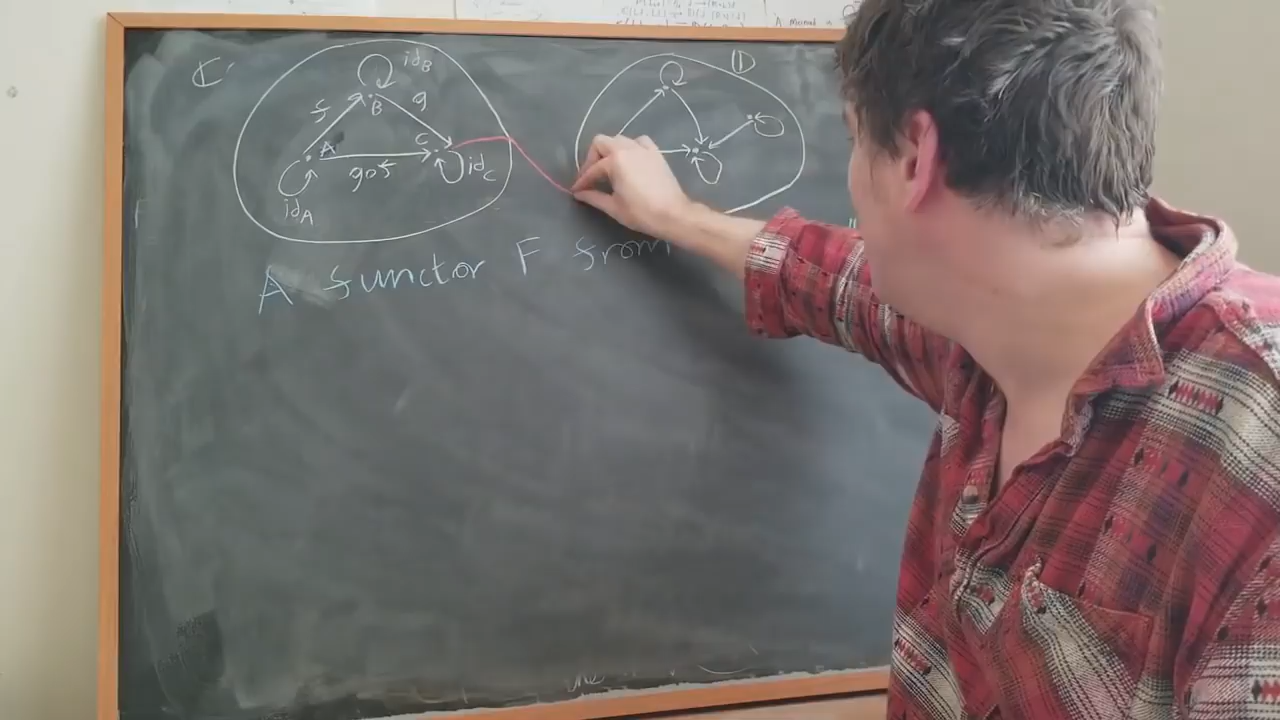 ℂ
id_B
𝔻
f
B
g
A
C
g∘f
id_C
id_A
A functor F from